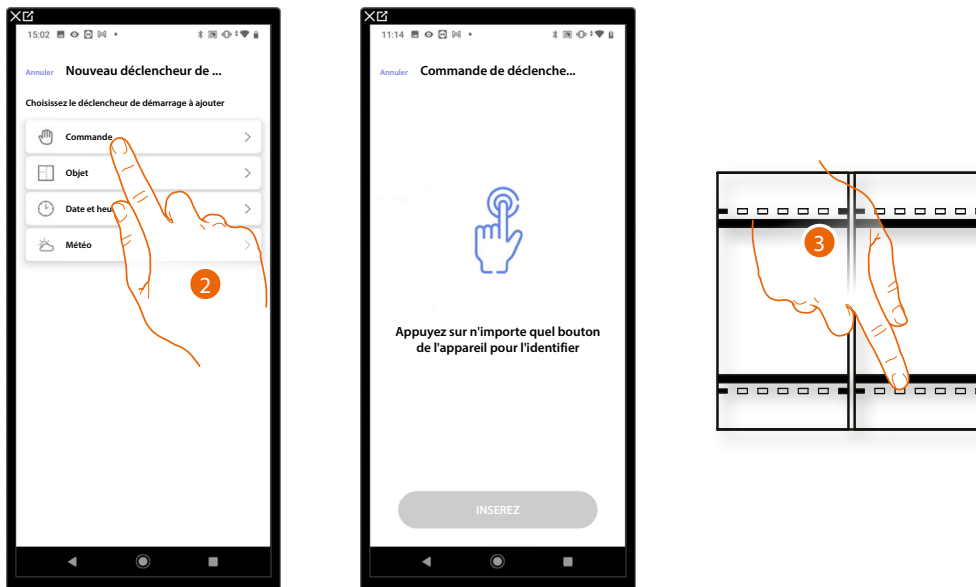 15:02
Annuler Nouveau déclencheur de ...
Choisissez le déclencheur de démarrage à ajouter
Commande
Objet
Date et heu
Météo
2
11:14
Annuler Commande de déclenche...
Appuyez sur n'importe quel bouton
de l'appareil pour l'identifier
INSEREZ
3